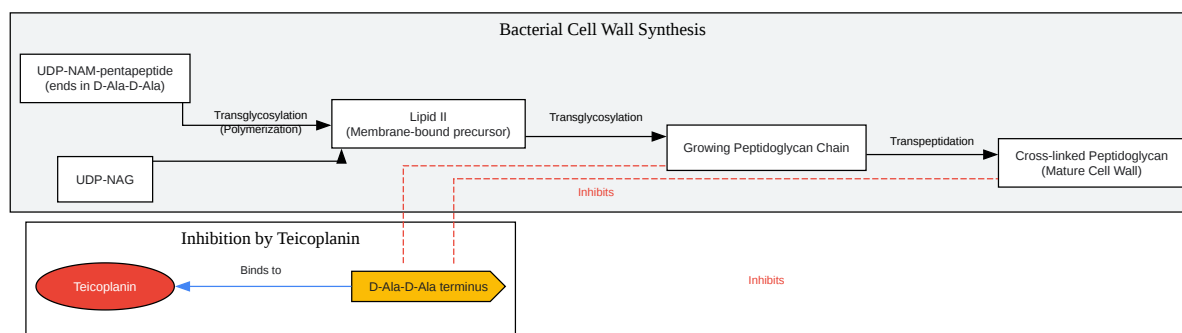 Bacterial Cell Wall Synthesis
UDP-NAM-pentapeptide
(ends in D-Ala-D-Ala)
Transglycosylation
(Polymerization)
Lipid II
(Membrane-bound precursor)
Transglycosylation
Growing Peptidoglycan Chain
Transpeptidation
Cross-linked Peptidoglycan
(Mature Cell Wall)
UDP-NAG
Inhibits
Inhibition by Teicoplanin
Teicoplanin
Binds to
D-Ala-D-Ala terminus
Inhibits